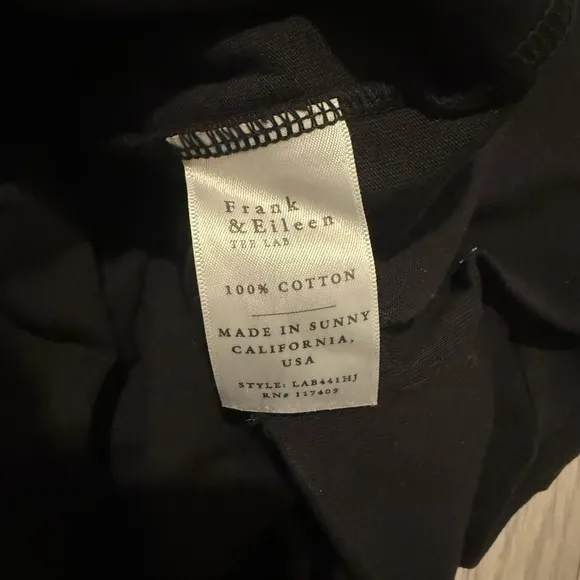 Frank
& Eileen
TEE LAB
100% COTTON
MADE IN SUNNY
CALIFORNIA,
USA
STYLE: LAB441HJ
RN# 117409